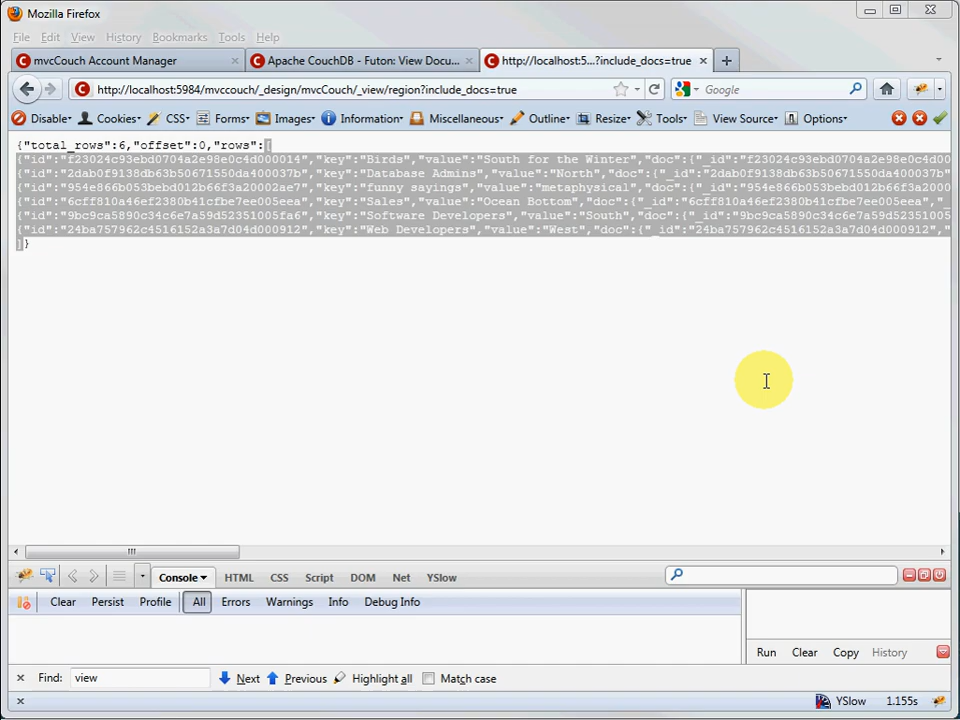 Mozilla Firefox
File Edit View History Bookmarks Tools Help
mvcCouch Account Manager × Apache CouchDB - Futon: View Docu... × http://localhost:5...?include_docs=true × +
http://localhost:5984/mvccouch/_design/mvcCouch/_view/region?include_docs=true Google
Disable Cookies CSS Forms Images Information Miscellaneous Outline Resize Tools View Source Options
{"total_rows":6,"offset":0,"rows":[
{"id":"f23024c93ebd0704a2e98e0c4d000014","key":"Birds","value":"South for the Winter","doc":{"_id":"f23024c93ebd0704a2e98e0c4d00
{"id":"2dab0f9138db63b50671550da400037b","key":"Database Admins","value":"North","doc":{"_id":"2dab0f9138db63b50671550da400037b"
{"id":"954e866b053bebd012b66f3a20002ae7","key":"funny sayings","value":"metaphysical","doc":{"_id":"954e866b053bebd012b66f3a2000
{"id":"6cff810a46ef2380b41cfbe7ee005eea","key":"Sales","value":"Ocean Bottom","doc":{"_id":"6cff810a46ef2380b41cfbe7ee005eea","_
{"id":"9bc9ca5890c34c6e7a59d52351005fa6","key":"Software Developers","value":"South","doc":{"_id":"9bc9ca5890c34c6e7a59d52351005
{"id":"24ba757962c4516152a3a7d04d000912","key":"Web Developers","value":"West","doc":{"_id":"24ba757962c4516152a3a7d04d000912","
]}
Console HTML CSS Script DOM Net YSlow
Clear Persist Profile All Errors Warnings Info Debug Info
Run Clear Copy History
× Find: view Next Previous Highlight all Match case
× YSlow 1.155s